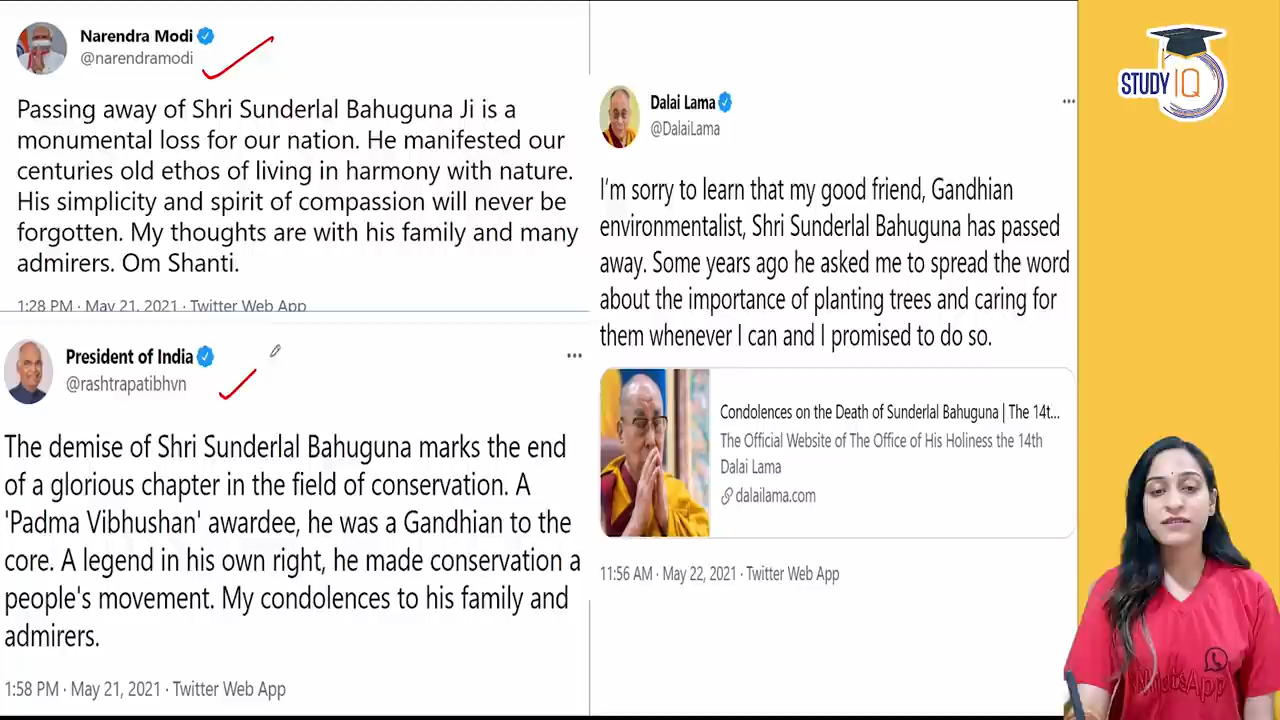 Narendra Modi
@narendramodi
Passing away of Shri Sunderlal Bahuguna Ji is a
monumental loss for our nation. He manifested our
centuries old ethos of living in harmony with nature.
His simplicity and spirit of compassion will never be
forgotten. My thoughts are with his family and many
admirers. Om Shanti.
1:28 PM · May 21, 2021 · Twitter Web App
President of India
@rashtrapatibhvn
The demise of Shri Sunderlal Bahuguna marks the end
of a glorious chapter in the field of conservation. A
'Padma Vibhushan' awardee, he was a Gandhian to the
core. A legend in his own right, he made conservation a
people's movement. My condolences to his family and
admirers.
1:58 PM · May 21, 2021 · Twitter Web App
Dalai Lama
@DalaiLama
I'm sorry to learn that my good friend, Gandhian
environmentalist, Shri Sunderlal Bahuguna has passed
away. Some years ago he asked me to spread the word
about the importance of planting trees and caring for
them whenever I can and I promised to do so.
Condolences on the Death of Sunderlal Bahuguna | The 14t...
The Official Website of The Office of His Holiness the 14th
Dalai Lama
dalailama.com
11:56 AM · May 22, 2021 · Twitter Web App
STUDY IQ
WhatsApp